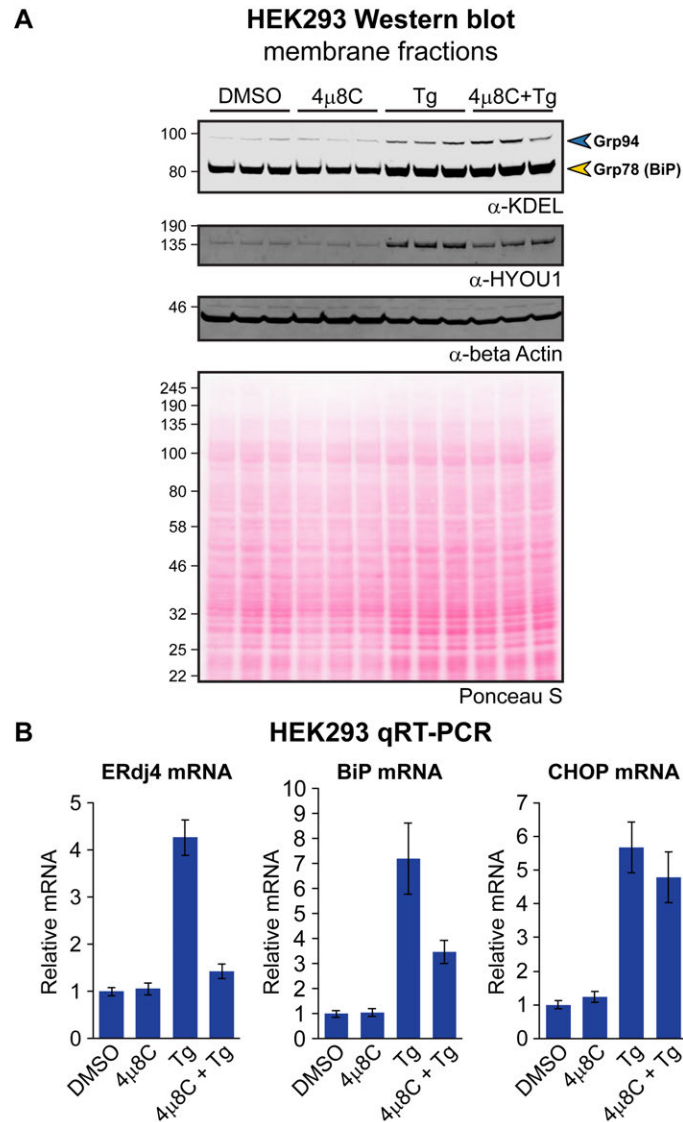 A
HEK293 Western blot
membrane fractions
DMSO 4μ8C Tg 4μ8C+Tg
100
80
Grp94
Grp78 (BiP)
α-KDEL
190
135
α-HYOU1
46
α-beta Actin
245
190
135
100
80
58
46
32
25
22
Ponceau S
B
HEK293 qRT-PCR
ERdj4 mRNA
Relative mRNA
5
4
3
2
1
0
DMSO
4μ8C
Tg
4μ8C + Tg
BiP mRNA
Relative mRNA
10
9
8
7
6
5
4
3
2
1
0
DMSO
4μ8C
Tg
4μ8C + Tg
CHOP mRNA
Relative mRNA
7
6
5
4
3
2
1
0
DMSO
4μ8C
Tg
4μ8C + Tg